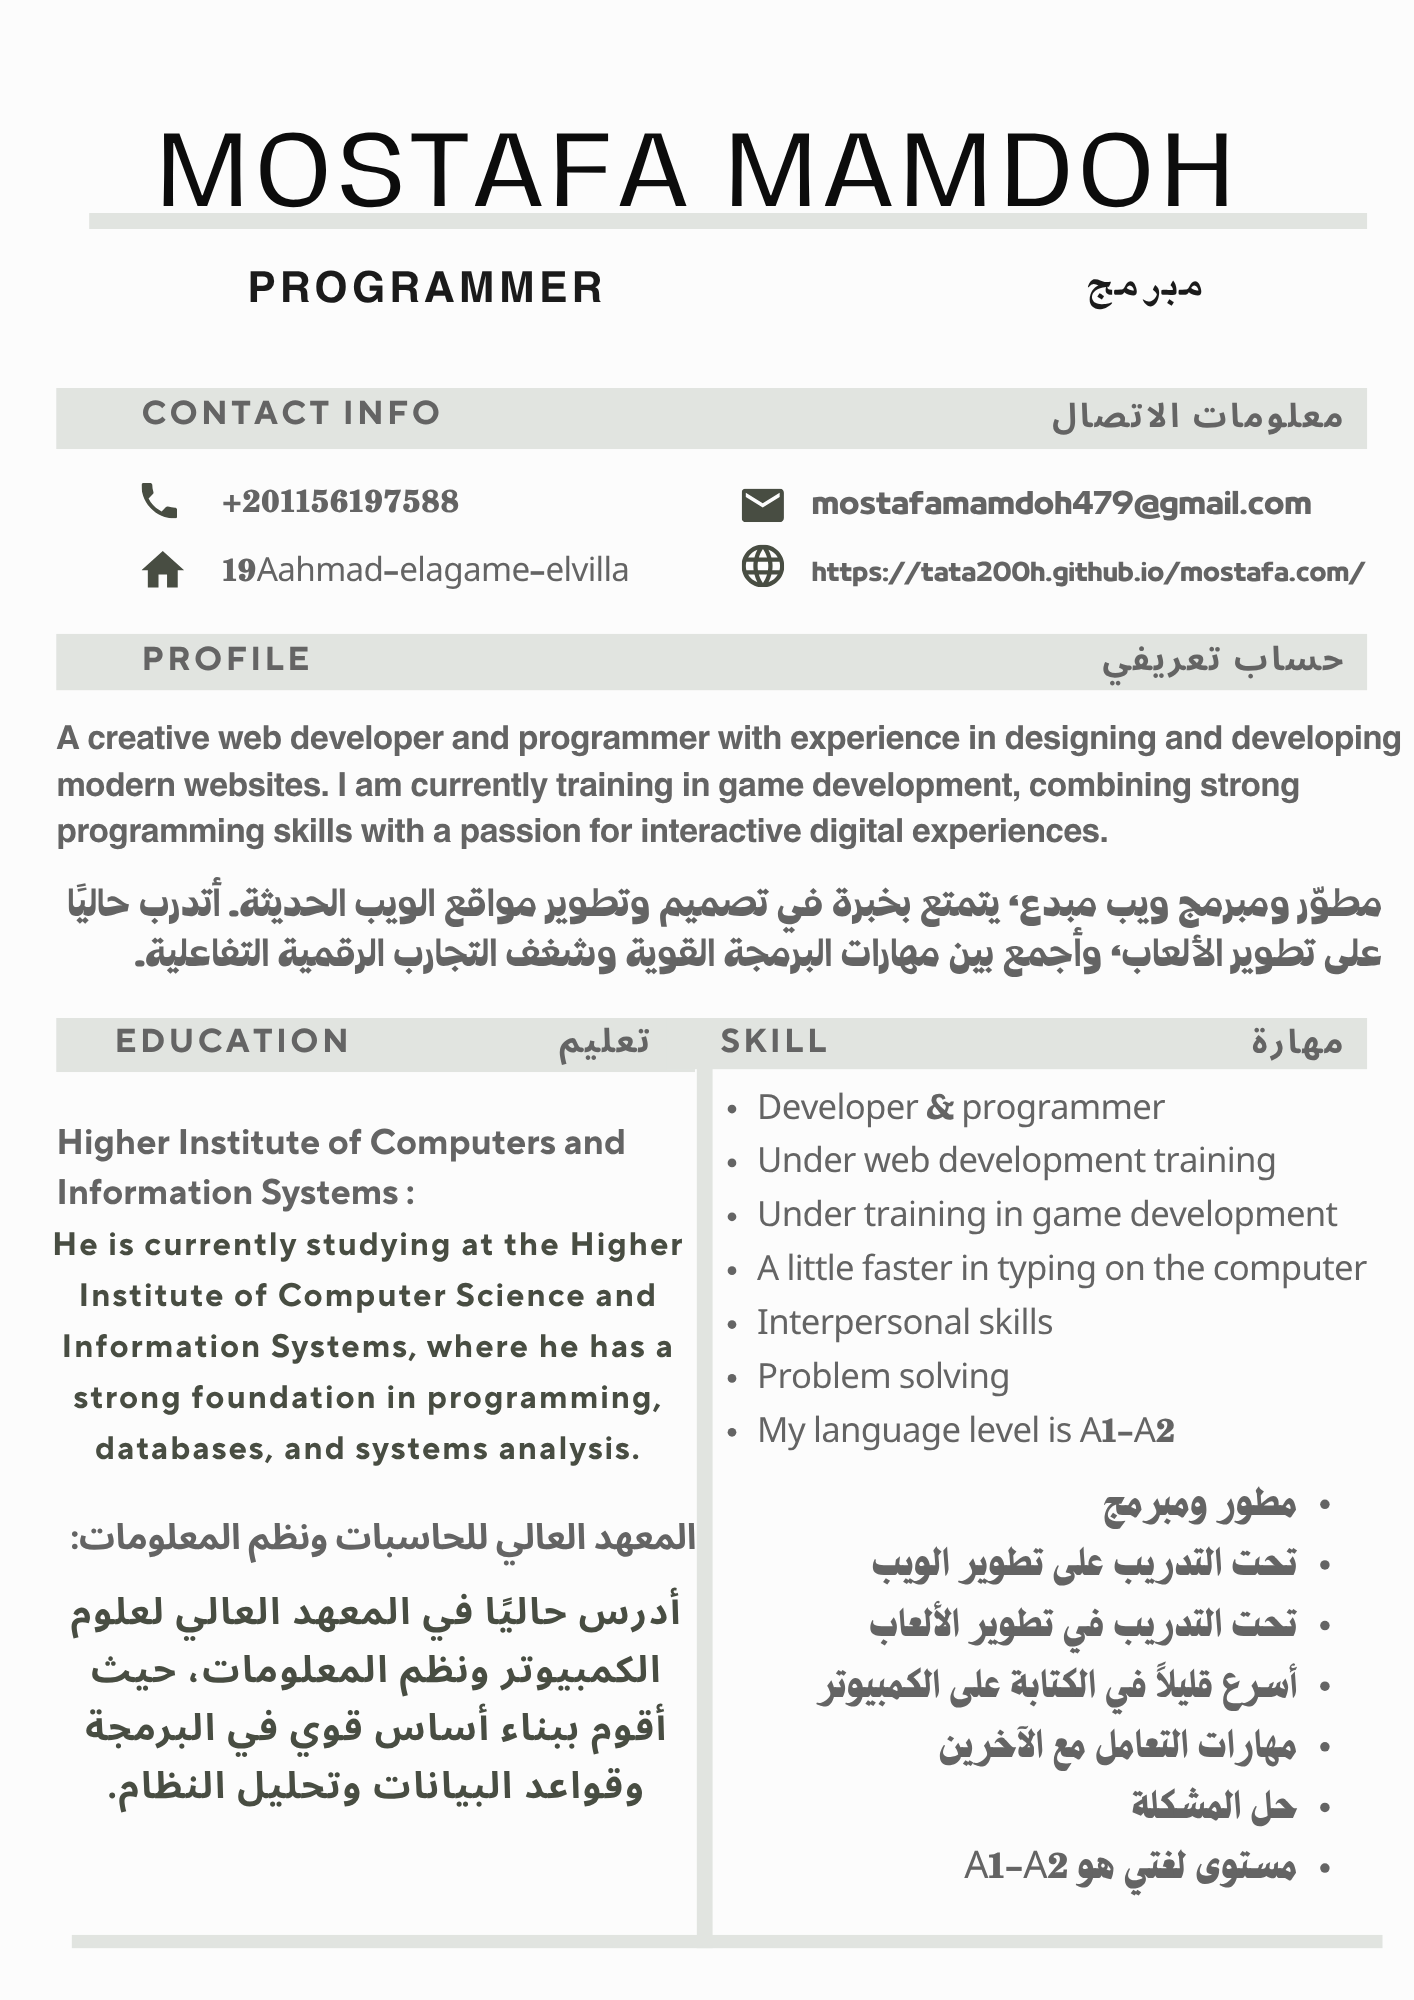 MOSTAFA MAMDOH
PROGRAMMER
مبرمج
CONTACT INFO
معلومات الاتصال
+201156197588
mostafamamdoh479@gmail.com
19Aahmad-elagame-elvilla
https://tata200h.github.io/mostafa.com/
PROFILE
حساب تعريفي
A creative web developer and programmer with experience in designing and developing
modern websites. I am currently training in game development, combining strong
programming skills with a passion for interactive digital experiences.
مطوّر ومبرمج ويب مبدع، يتمتع بخبرة في تصميم وتطوير مواقع الويب الحديثة. أتدرب حاليًا
على تطوير الألعاب، وأجمع بين مهارات البرمجة القوية وشغف التجارب الرقمية التفاعلية.
EDUCATION
تعليم
Higher Institute of Computers and
Information Systems :
He is currently studying at the Higher
Institute of Computer Science and
Information Systems, where he has a
strong foundation in programming,
databases, and systems analysis.
المعهد العالي للحاسبات ونظم المعلومات:
أدرس حاليًا في المعهد العالي لعلوم
الكمبيوتر ونظم المعلومات، حيث
أقوم ببناء أساس قوي في البرمجة
وقواعد البيانات وتحليل النظام.
SKILL
مهارة
• Developer & programmer
• Under web development training
• Under training in game development
• A little faster in typing on the computer
• Interpersonal skills
• Problem solving
• My language level is A1-A2
• مطور ومبرمج
• تحت التدريب على تطوير الويب
• تحت التدريب في تطوير الألعاب
• أسرع قليلاً في الكتابة على الكمبيوتر
• مهارات التعامل مع الآخرين
• حل المشكلة
• مستوى لغتي هو A1-A2